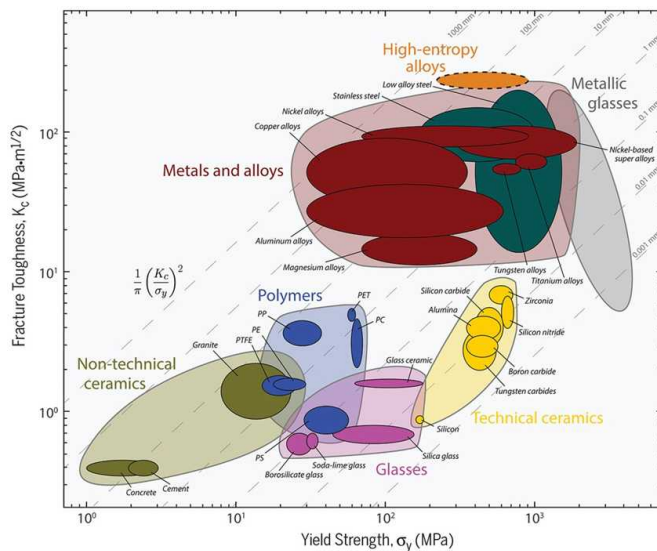 1000 mm
100 mm
10 mm
1 mm
0.1 mm
0.01 mm
0.001 mm
High-entropy
alloys
Low alloy steel
Stainless steel
Metallic
glasses
Nickel alloys
Copper alloys
Nickel-based
super alloys
Metals and alloys
Aluminum alloys
Magnesium alloys
Tungsten alloys
Titanium alloys
Fracture Toughness, Kc (MPa•m1/2)
10²
10¹
10⁰
1/π (Kc/σy)²
Polymers
PP
PE
PTFE
PET
PC
PS
Silicon carbide
Alumina
Zirconia
Silicon nitride
Boron carbide
Tungsten carbides
Technical ceramics
Silicon
Non-technical
ceramics
Granite
Concrete
Cement
Glass ceramic
Soda-lime glass
Borosilicate glass
Silica glass
Glasses
10⁰
10¹
10²
10³
Yield Strength, σy (MPa)